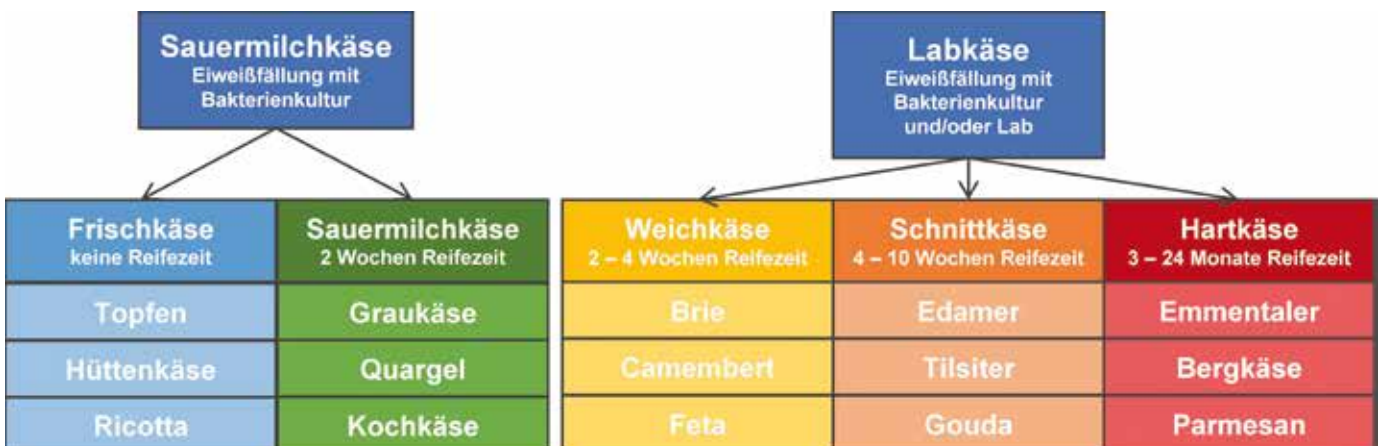 Sauermilchkäse
Eiweißfällung mit
Bakterienkultur
Labkäse
Eiweißfällung mit
Bakterienkultur
und/oder Lab
Frischkäse
keine Reifezeit
Sauermilchkäse
2 Wochen Reifezeit
Weichkäse
2 – 4 Wochen Reifezeit
Schnittkäse
4 – 10 Wochen Reifezeit
Hartkäse
3 – 24 Monate Reifezeit
Topfen
Graukäse
Brie
Edamer
Emmentaler
Hüttenkäse
Quargel
Camembert
Tilsiter
Bergkäse
Ricotta
Kochkäse
Feta
Gouda
Parmesan